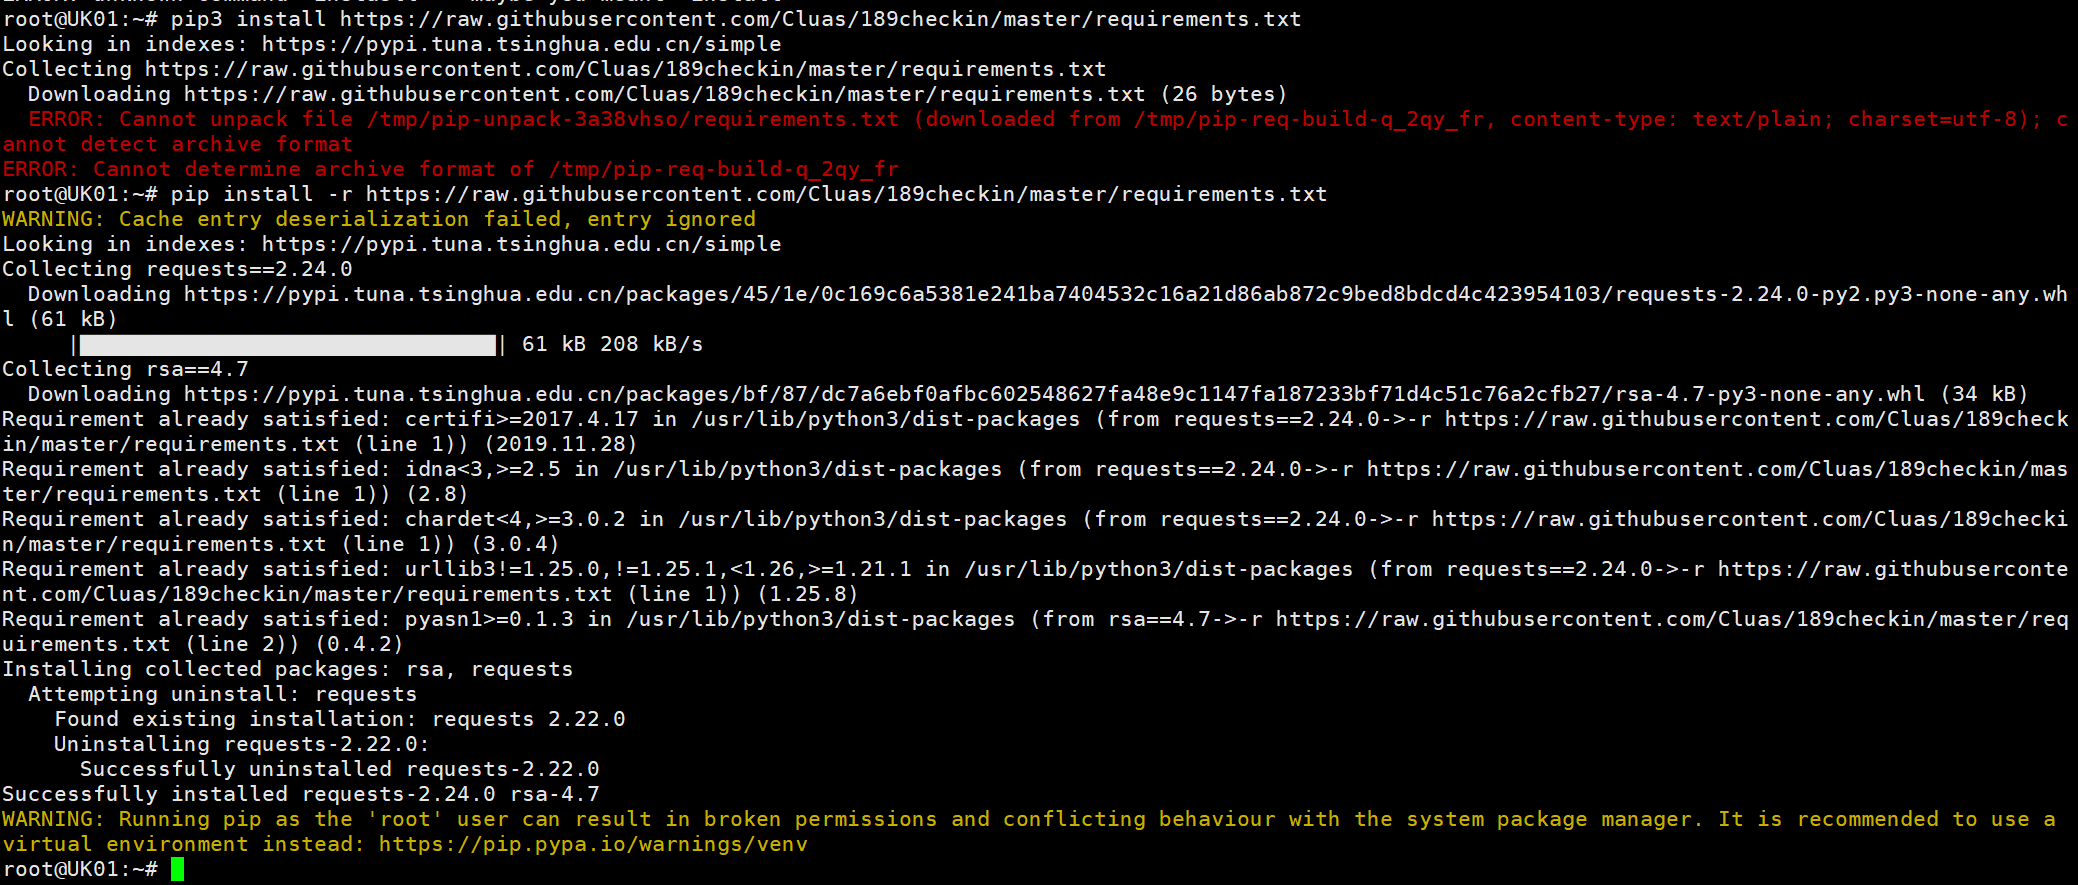 root@UK01:~# pip3 install https://raw.githubusercontent.com/Cluas/189checkin/master/requirements.txt
Looking in indexes: https://pypi.tuna.tsinghua.edu.cn/simple
Collecting https://raw.githubusercontent.com/Cluas/189checkin/master/requirements.txt
  Downloading https://raw.githubusercontent.com/Cluas/189checkin/master/requirements.txt (26 bytes)
  ERROR: Cannot unpack file /tmp/pip-unpack-3a38vhso/requirements.txt (downloaded from /tmp/pip-req-build-q_2qy_fr, content-type: text/plain; charset=utf-8); c
annot detect archive format
ERROR: Cannot determine archive format of /tmp/pip-req-build-q_2qy_fr
root@UK01:~# pip install -r https://raw.githubusercontent.com/Cluas/189checkin/master/requirements.txt
WARNING: Cache entry deserialization failed, entry ignored
Looking in indexes: https://pypi.tuna.tsinghua.edu.cn/simple
Collecting requests==2.24.0
  Downloading https://pypi.tuna.tsinghua.edu.cn/packages/45/1e/0c169c6a5381e241ba7404532c16a21d86ab872c9bed8bdcd4c423954103/requests-2.24.0-py2.py3-none-any.wh
l (61 kB)
     |████████████████████████████████| 61 kB 208 kB/s
Collecting rsa==4.7
  Downloading https://pypi.tuna.tsinghua.edu.cn/packages/bf/87/dc7a6ebf0afbc602548627fa48e9c1147fa187233bf71d4c51c76a2cfb27/rsa-4.7-py3-none-any.whl (34 kB)
Requirement already satisfied: certifi>=2017.4.17 in /usr/lib/python3/dist-packages (from requests==2.24.0->-r https://raw.githubusercontent.com/Cluas/189check
in/master/requirements.txt (line 1)) (2019.11.28)
Requirement already satisfied: idna<3,>=2.5 in /usr/lib/python3/dist-packages (from requests==2.24.0->-r https://raw.githubusercontent.com/Cluas/189checkin/mas
ter/requirements.txt (line 1)) (2.8)
Requirement already satisfied: chardet<4,>=3.0.2 in /usr/lib/python3/dist-packages (from requests==2.24.0->-r https://raw.githubusercontent.com/Cluas/189checki
n/master/requirements.txt (line 1)) (3.0.4)
Requirement already satisfied: urllib3!=1.25.0,!=1.25.1,<1.26,>=1.21.1 in /usr/lib/python3/dist-packages (from requests==2.24.0->-r https://raw.githubuserconte
nt.com/Cluas/189checkin/master/requirements.txt (line 1)) (1.25.8)
Requirement already satisfied: pyasn1>=0.1.3 in /usr/lib/python3/dist-packages (from rsa==4.7->-r https://raw.githubusercontent.com/Cluas/189checkin/master/req
uirements.txt (line 2)) (0.4.2)
Installing collected packages: rsa, requests
  Attempting uninstall: requests
    Found existing installation: requests 2.22.0
    Uninstalling requests-2.22.0:
      Successfully uninstalled requests-2.22.0
Successfully installed requests-2.24.0 rsa-4.7
WARNING: Running pip as the 'root' user can result in broken permissions and conflicting behaviour with the system package manager. It is recommended to use a
virtual environment instead: https://pip.pypa.io/warnings/venv
root@UK01:~#